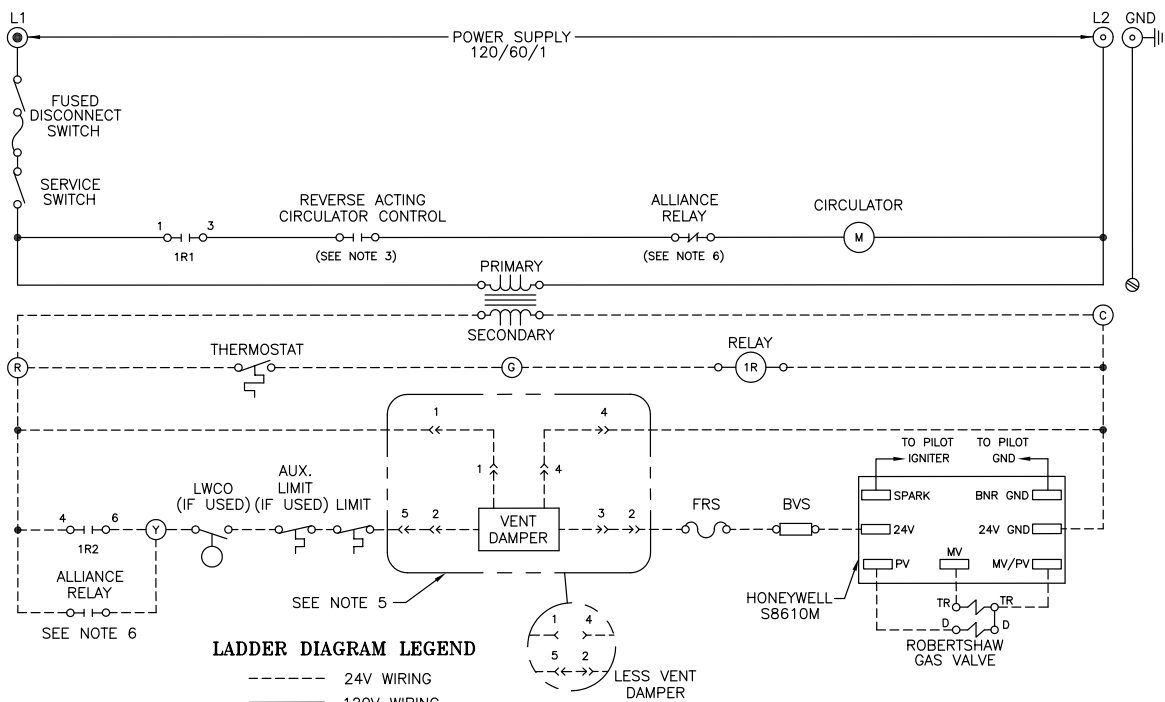 L1
L2
GND
POWER SUPPLY
120/60/1
FUSED
DISCONNECT
SWITCH
SERVICE
SWITCH
1
3
1R1
REVERSE ACTING
CIRCULATOR CONTROL
(SEE NOTE 3)
ALLIANCE
RELAY
(SEE NOTE 6)
CIRCULATOR
M
PRIMARY
SECONDARY
C
R
THERMOSTAT
G
RELAY
1R
1
4
1
4
TO PILOT
IGNITER
TO PILOT
GND
SPARK
BNR GND
24V
24V GND
PV
MV
MV/PV
4
6
1R2
Y
LWCO
(IF USED)
AUX.
LIMIT
(IF USED)
LIMIT
5
2
VENT
DAMPER
3
2
FRS
BVS
ALLIANCE
RELAY
SEE NOTE 6
SEE NOTE 5
HONEYWELL
S8610M
TR
TR
D
D
ROBERTSHAW
GAS VALVE
1
4
5
2
LESS VENT
DAMPER
LADDER DIAGRAM LEGEND
24V WIRING
120V WIRING